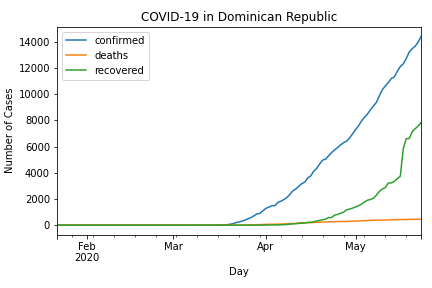 COVID-19 in Dominican Republic
confirmed
deaths
recovered
Number of Cases
14000
12000
10000
8000
6000
4000
2000
0
Feb
2020
Mar
Apr
May
Day